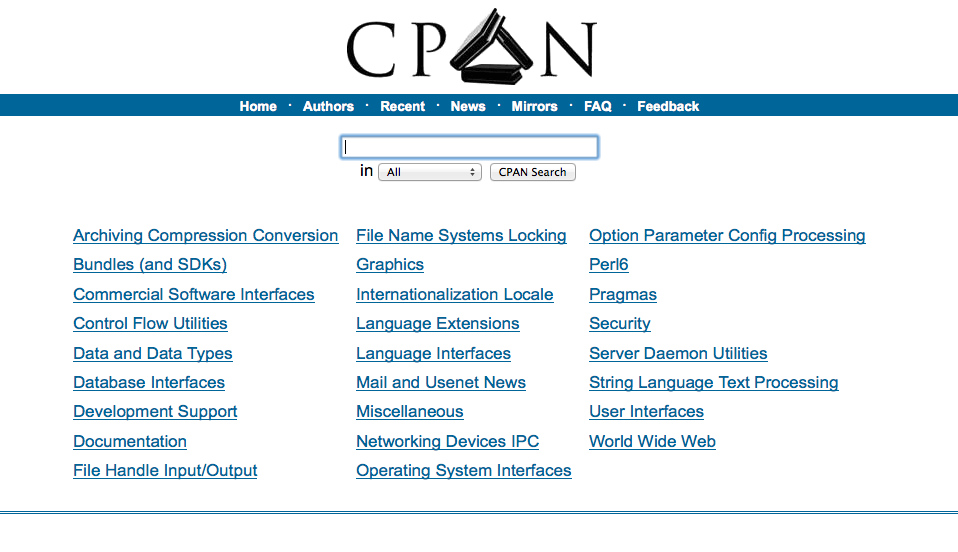 CPAN
Home · Authors · Recent · News · Mirrors · FAQ · Feedback
in All CPAN Search
Archiving Compression Conversion
Bundles (and SDKs)
Commercial Software Interfaces
Control Flow Utilities
Data and Data Types
Database Interfaces
Development Support
Documentation
File Handle Input/Output
File Name Systems Locking
Graphics
Internationalization Locale
Language Extensions
Language Interfaces
Mail and Usenet News
Miscellaneous
Networking Devices IPC
Operating System Interfaces
Option Parameter Config Processing
Perl6
Pragmas
Security
Server Daemon Utilities
String Language Text Processing
User Interfaces
World Wide Web